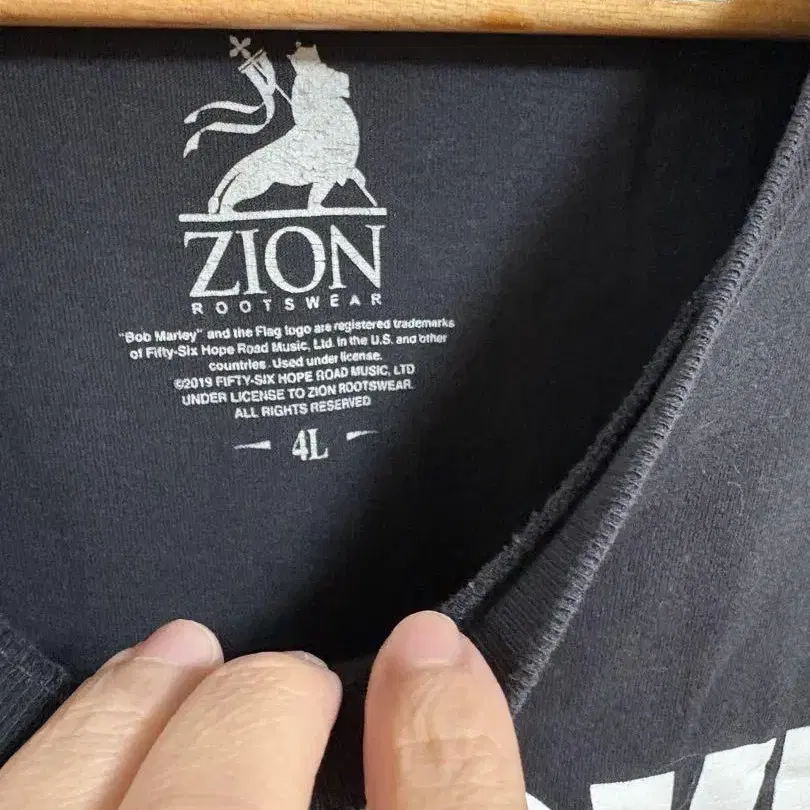 ZION
ROOTSWEAR
"Bob Marley" and the Flag logo are registered trademarks
of Fifty-Six Hope Road Music, Ltd. in the U.S. and other
countries. Used under license.
©2019 FIFTY-SIX HOPE ROAD MUSIC, LTD
UNDER LICENSE TO ZION ROOTSWEAR.
ALL RIGHTS RESERVED
4L